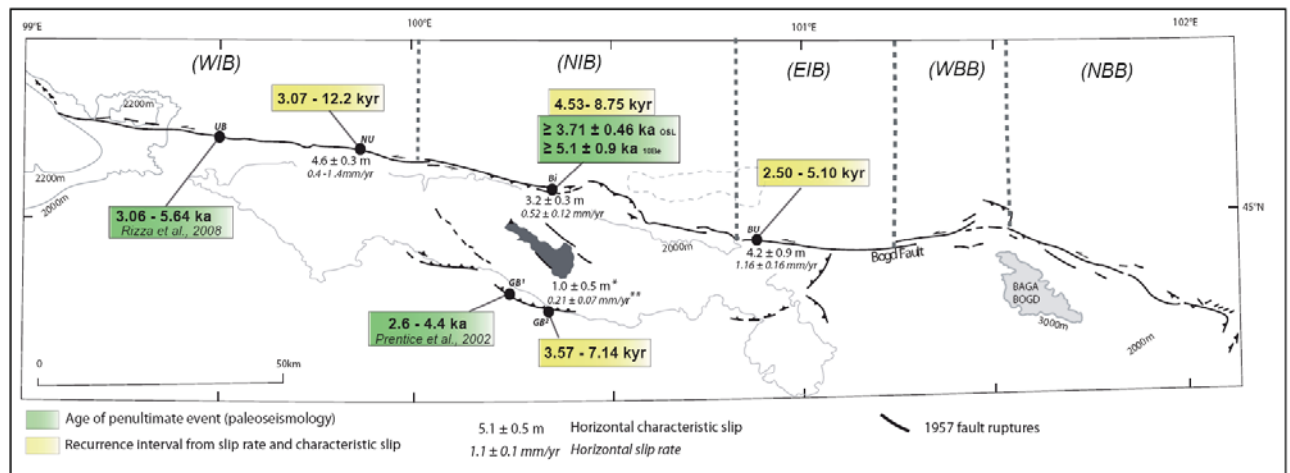 99°E
100°E
101°E
102°E
(WIB)
(NIB)
(EIB)
(WBB)
(NBB)
2200m
3.07 - 12.2 kyr
4.53- 8.75 kyr
≥ 3.71 ± 0.46 ka OSL
≥ 5.1 ± 0.9 ka 10Be
UB
NU
4.6 ± 0.3 m
0.4 -1.4mm/yr
Bi
3.2 ± 0.3 m
0.52 ± 0.12 mm/yr
2.50 - 5.10 kyr
2200m
2000m
45°N
3.06 - 5.64 ka
Rizza et al., 2008
2000m
BU
4.2 ± 0.9 m
1.16 ± 0.16 mm/yr
Bogd Fault
1.0 ± 0.5 m*
0.21 ± 0.07 mm/yr**
GB¹
GB²
BAGA
BOGD
3000m
2000m
2.6 - 4.4 ka
Prentice et al., 2002
3.57 - 7.14 kyr
0
50km
Age of penultimate event (paleoseismology)
Recurrence interval from slip rate and characteristic slip
5.1 ± 0.5 m
Horizontal characteristic slip
1.1 ± 0.1 mm/yr
Horizontal slip rate
1957 fault ruptures